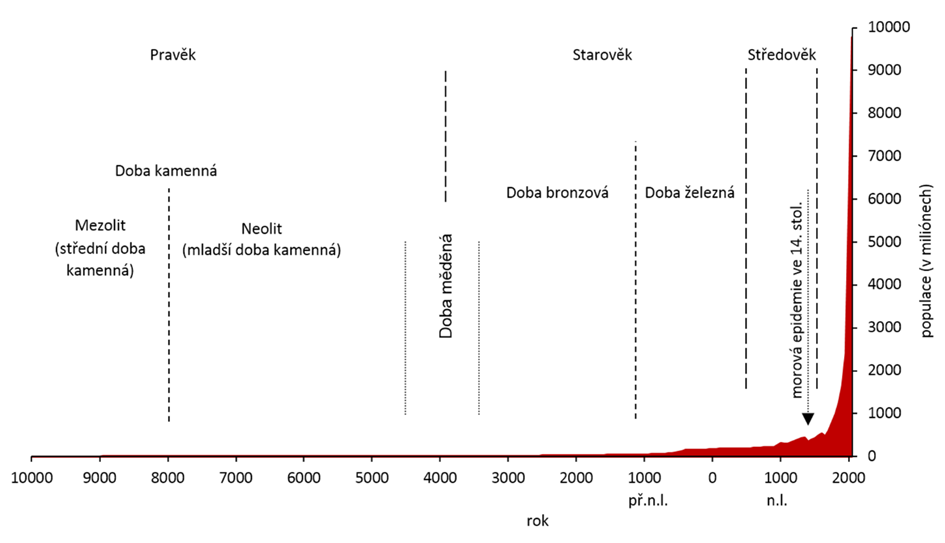 Pravěk
Starověk
Středověk
Doba kamenná
Mezolit
(střední doba
kamenná)
Neolit
(mladší doba kamenná)
Doba měděná
Doba bronzová
Doba železná
morová epidemie ve 14. stol.
10000
9000
8000
7000
6000
5000
4000
3000
2000
1000
0
populace (v miliónech)
10000 9000 8000 7000 6000 5000 4000 3000 2000 1000 0 1000 2000
př.n.l. n.l.
rok